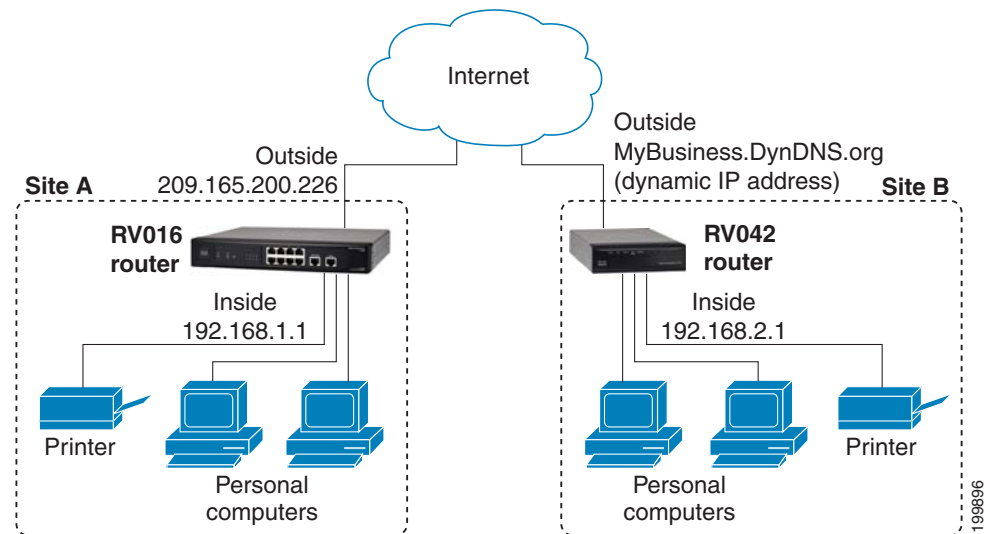 Internet
Outside
209.165.200.226
Outside
MyBusiness.DynDNS.org
(dynamic IP address)
Site A
Site B
RV016
router
RV042
router
Inside
192.168.1.1
Inside
192.168.2.1
Printer
Personal
computers
Personal
computers
Printer
199896